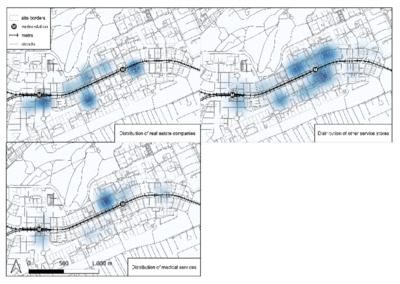 site borders
metro station
metro
streets
Distribution of real estate companies
Distribution of other service stores
0 500 1,000 m
Distribution of medical services